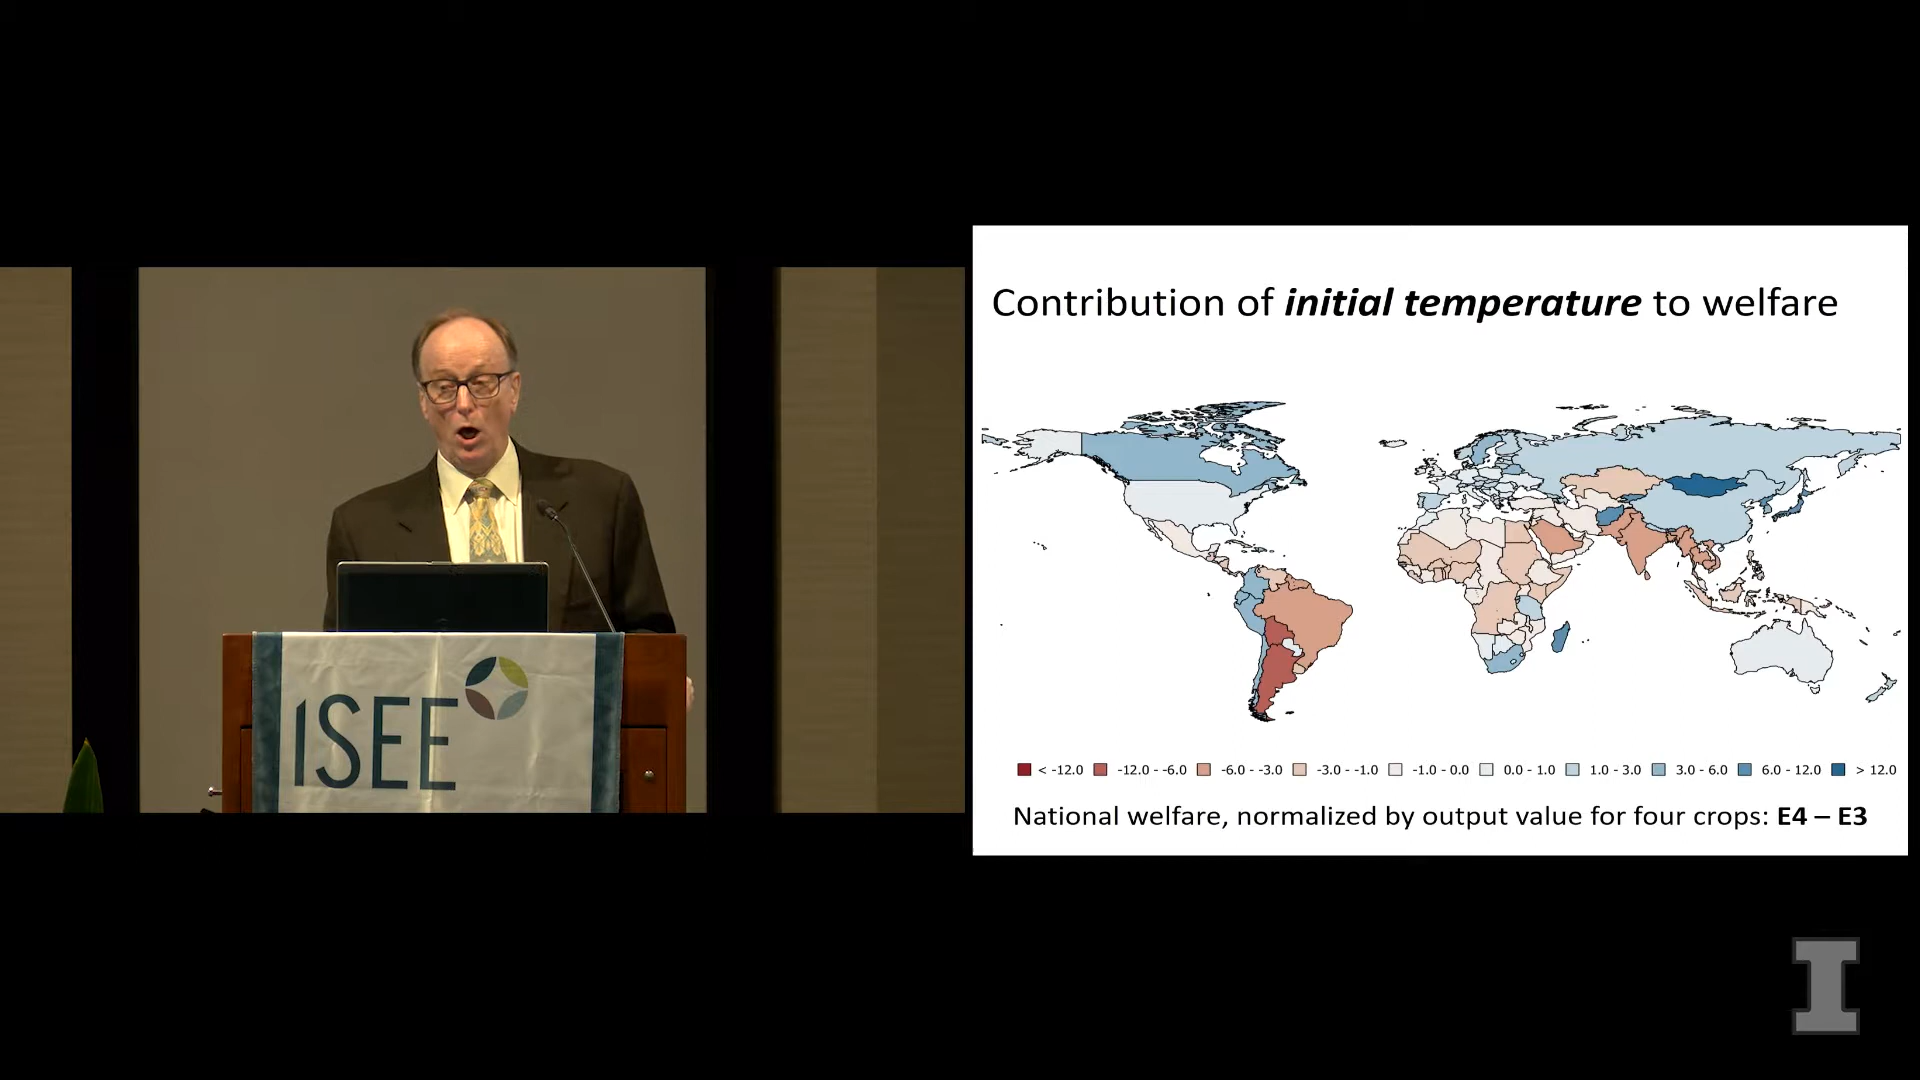 Contribution of initial temperature to welfare
< -12.0 -12.0 - -6.0 -6.0 - -3.0 -3.0 - -1.0 -1.0 - 0.0 0.0 - 1.0 1.0 - 3.0 3.0 - 6.0 6.0 - 12.0 > 12.0
National welfare, normalized by output value for four crops: E4 – E3
ISEE
I